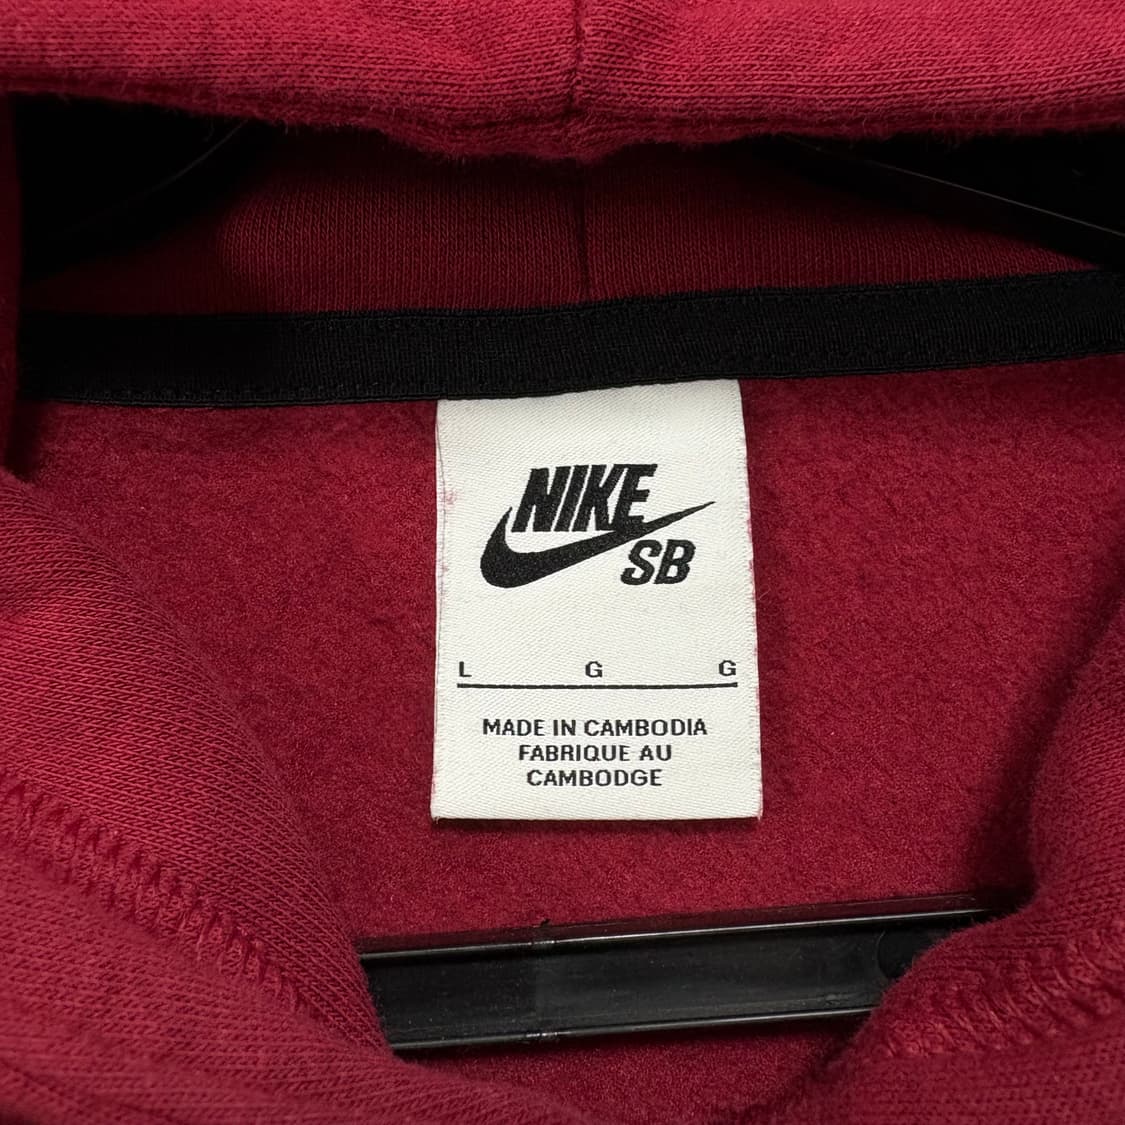 NIKE
SB
L G G
MADE IN CAMBODIA
FABRIQUE AU
CAMBODGE